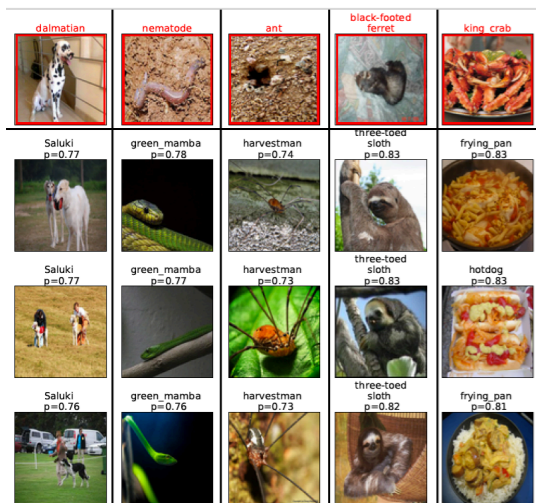 dalmatian nematode ant black-footed ferret king_crab
Saluki p=0.77 green_mamba p=0.78 harvestman p=0.74 three-toed sloth p=0.83 frying_pan p=0.83
Saluki p=0.77 green_mamba p=0.77 harvestman p=0.73 three-toed sloth p=0.83 hotdog p=0.83
Saluki p=0.76 green_mamba p=0.76 harvestman p=0.73 three-toed sloth p=0.82 frying_pan p=0.81